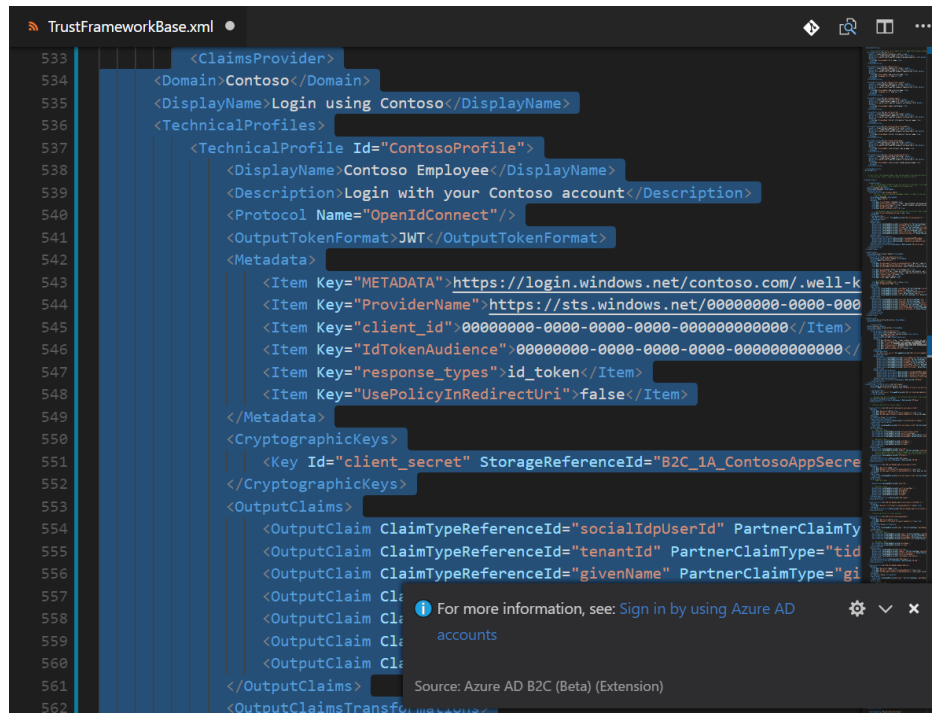 TrustFrameworkBase.xml
533 <ClaimsProvider>
534 <Domain>Contoso</Domain>
535 <DisplayName>Login using Contoso</DisplayName>
536 <TechnicalProfiles>
537 <TechnicalProfile Id="ContosoProfile">
538 <DisplayName>Contoso Employee</DisplayName>
539 <Description>Login with your Contoso account</Description>
540 <Protocol Name="OpenIdConnect"/>
541 <OutputTokenFormat>JWT</OutputTokenFormat>
542 <Metadata>
543 <Item Key="METADATA">https://login.windows.net/contoso.com/.well-k
544 <Item Key="ProviderName">https://sts.windows.net/00000000-0000-000
545 <Item Key="client_id">00000000-0000-0000-0000-000000000000</Item>
546 <Item Key="IdTokenAudience">00000000-0000-0000-0000-000000000000</
547 <Item Key="response_types">id_token</Item>
548 <Item Key="UsePolicyInRedirectUri">false</Item>
549 </Metadata>
550 <CryptographicKeys>
551 <Key Id="client_secret" StorageReferenceId="B2C_1A_ContosoAppSecre
552 </CryptographicKeys>
553 <OutputClaims>
554 <OutputClaim ClaimTypeReferenceId="socialIdpUserId" PartnerClaimTy
555 <OutputClaim ClaimTypeReferenceId="tenantId" PartnerClaimType="tid
556 <OutputClaim ClaimTypeReferenceId="givenName" PartnerClaimType="gi
557 <OutputClaim Cla
558 <OutputClaim Cla
559 <OutputClaim Cla
560 <OutputClaim Cla
561 </OutputClaims>
562 <OutputClaimsTransformations>
For more information, see: Sign in by using Azure AD
accounts
Source: Azure AD B2C (Beta) (Extension)